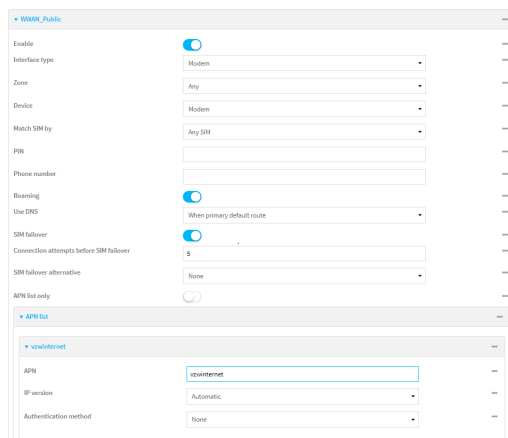 WWAN_Public
Enable
Interface type Modem
Zone Any
Device Modem
Match SIM by Any SIM
PIN
Phone number
Roaming
Use DNS When primary default route
SIM failover
Connection attempts before SIM failover 5
SIM failover alternative None
APN list only
APN list
vzwinternet
APN vzwinternet
IP version Automatic
Authentication method None